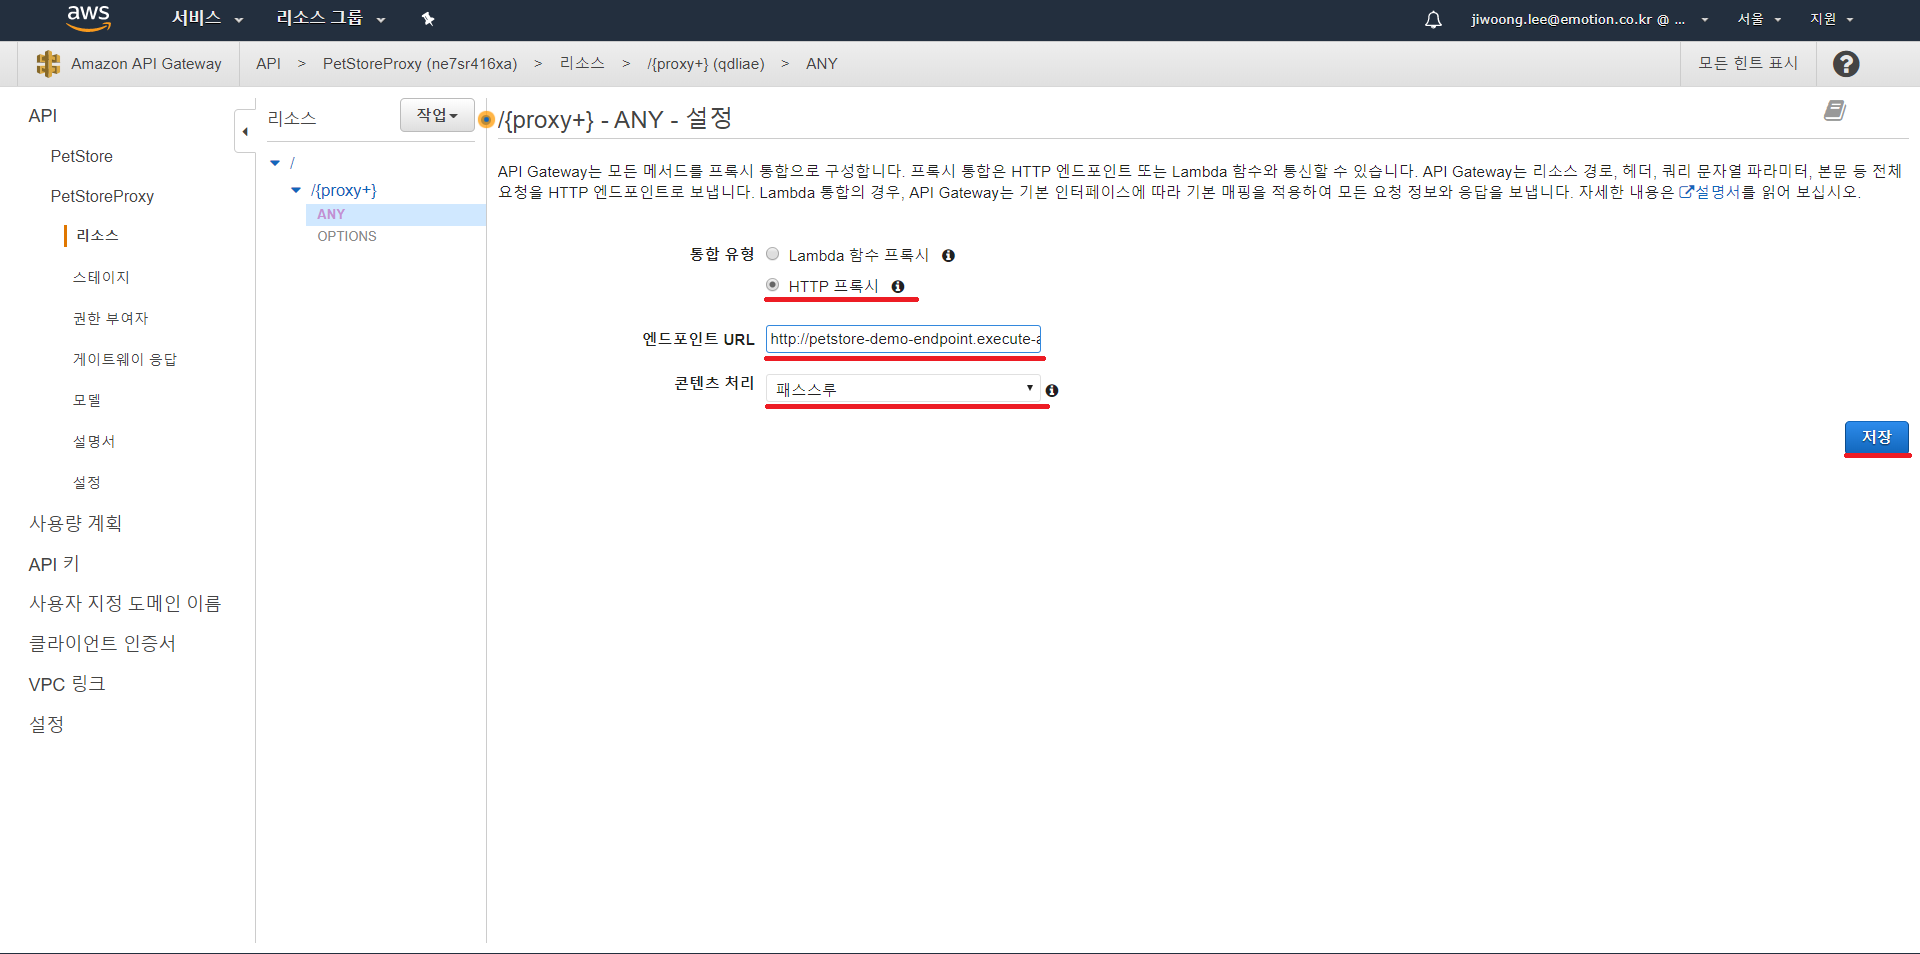 aws 서비스 리소스 그룹 jiwoong.lee@emotion.co.kr @ ... 서울 지원
Amazon API Gateway API > PetStoreProxy (ne7sr416xa) > 리소스 > /{proxy+} (qdliae) > ANY 모든 힌트 표시 ?
API
PetStore
PetStoreProxy
리소스
스테이지
권한 부여자
게이트웨이 응답
모델
설명서
설정
사용량 계획
API 키
사용자 지정 도메인 이름
클라이언트 인증서
VPC 링크
설정
리소스 작업
/
/{proxy+}
ANY
OPTIONS
/{proxy+} - ANY - 설정
API Gateway는 모든 메서드를 프록시 통합으로 구성합니다. 프록시 통합은 HTTP 엔드포인트 또는 Lambda 함수와 통신할 수 있습니다. API Gateway는 리소스 경로, 헤더, 쿼리 문자열 파라미터, 본문 등 전체
요청을 HTTP 엔드포인트로 보냅니다. Lambda 통합의 경우, API Gateway는 기본 인터페이스에 따라 기본 매핑을 적용하여 모든 요청 정보와 응답을 보냅니다. 자세한 내용은 설명서를 읽어 보십시오.
통합 유형 Lambda 함수 프록시
HTTP 프록시
엔드포인트 URL http://petstore-demo-endpoint.execute-a
콘텐츠 처리 패스스루
저장